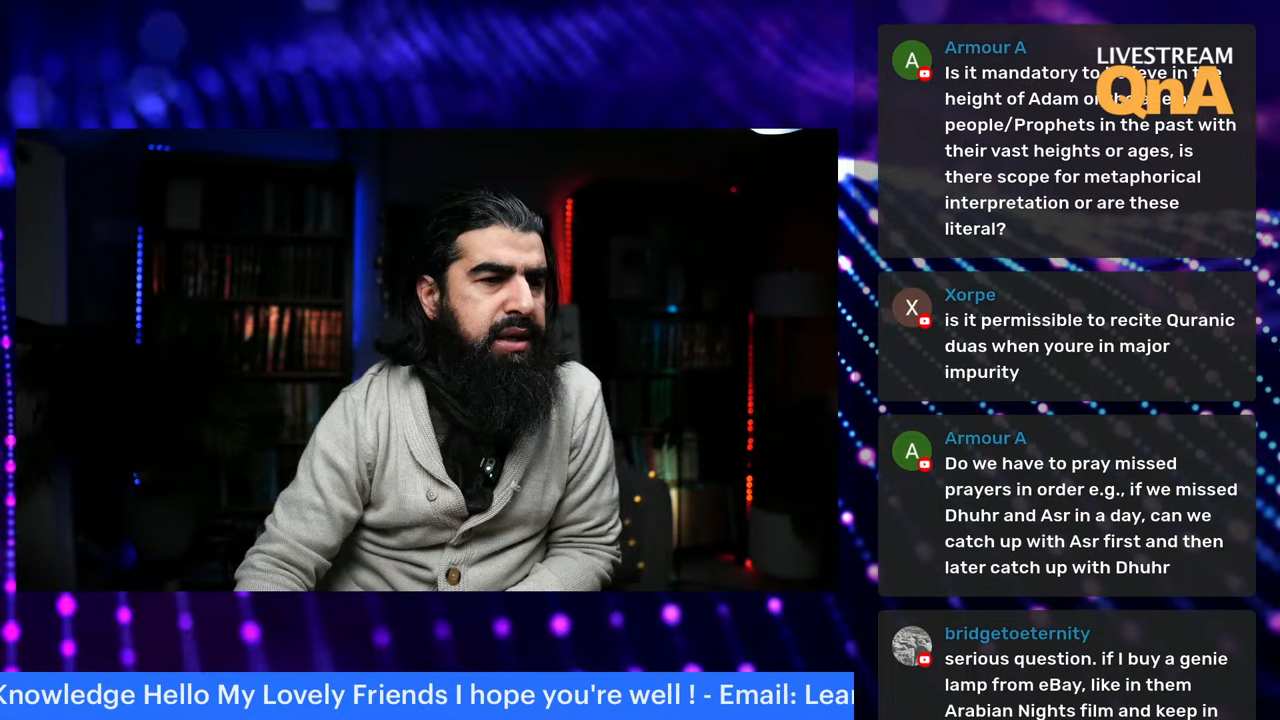 LIVESTREAM
QnA
Armour A
Is it mandatory to in
height of Adam
people/Prophets in the past with
their vast heights or ages, is
there scope for metaphorical
interpretation or are these
literal?
X
Xorpe
is it permissible to recite Quranic
duas when youre in major
impurity
A
Armour A
Do we have to pray missed
prayers in order e.g., if we missed
Dhuhr and Asr in a day, can we
catch up with Asr first and then
later catch up with Dhuhr
bridgetoeternity
serious question. if I buy a genie
lamp from eBay, like in them
Arabian Nights film and keep in
Knowledge Hello My Lovely Friends I hope you're well ! - Email: Lear
A